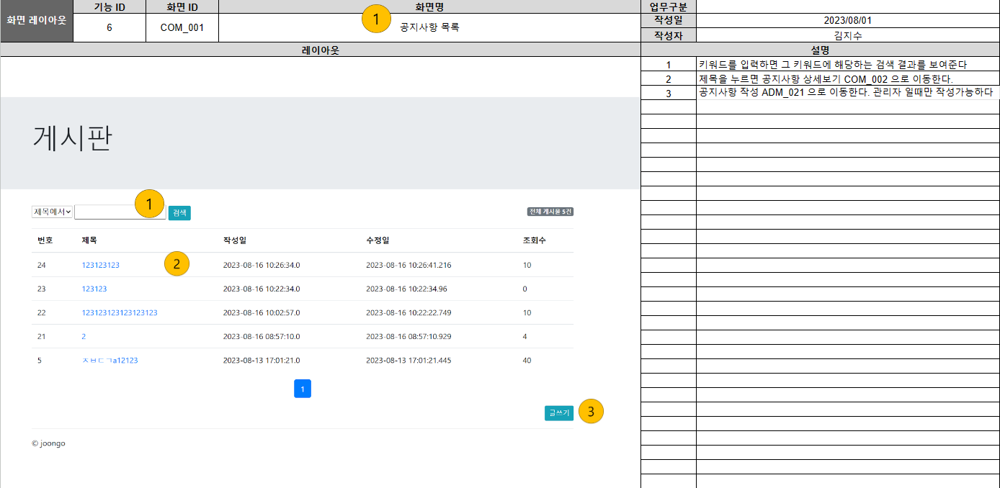 화면 레이아웃 기능 ID 화면 ID 화면명 업무구분
6 COM_001 1 공지사항 목록 작성일 2023/08/01
작성자 김지수
레이아웃 설명
1 키워드를 입력하면 그 키워드에 해당하는 검색 결과를 보여준다
2 제목을 누르면 공지사항 상세보기 COM_002 으로 이동한다.
3 공지사항 작성 ADM_021 으로 이동한다. 관리자 일때만 작성가능하다
게시판
제목에서 1 검색 전체 게시물 5건
번호 제목 작성일 수정일 조회수
24 123123123 2 2023-08-16 10:26:34.0 2023-08-16 10:26:41.216 10
23 123123 2023-08-16 10:22:34.0 2023-08-16 10:22:34.96 0
22 123123123123123123 2023-08-16 10:02:57.0 2023-08-16 10:22:22.749 10
21 2 2023-08-16 08:57:10.0 2023-08-16 08:57:10.929 4
5 ㅈㅂㄷㄱa12123 2023-08-13 17:01:21.0 2023-08-13 17:01:21.445 40
1
글쓰기 3
© joongo